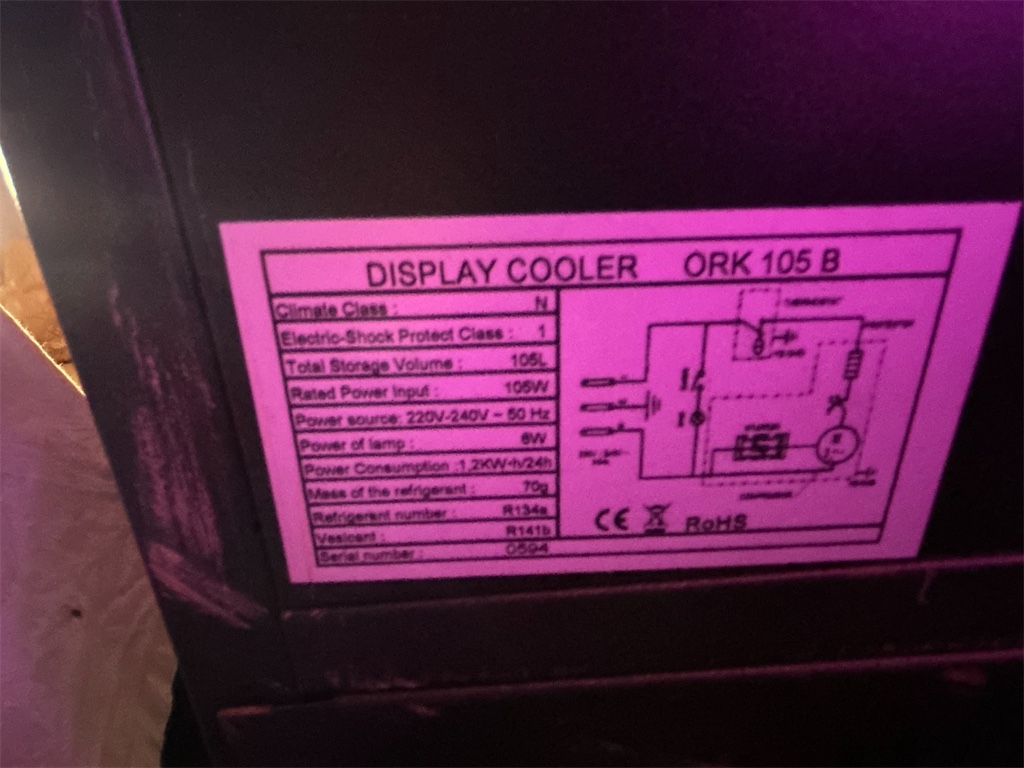 DISPLAY COOLER ORK 105 B
Climate Class : N
Electric-Shock Protect Class : 1
Total Storage Volume : 105L
Rated Power Input : 105W
Power source: 220V-240V ~ 50 Hz
Power of lamp : 6W
Power Consumption :1.2KW•h/24h
Mass of the refrigerant : 70g
Refrigerant number : R134a
Vesicant : R141b
Serial number : 0594
CE RoHS